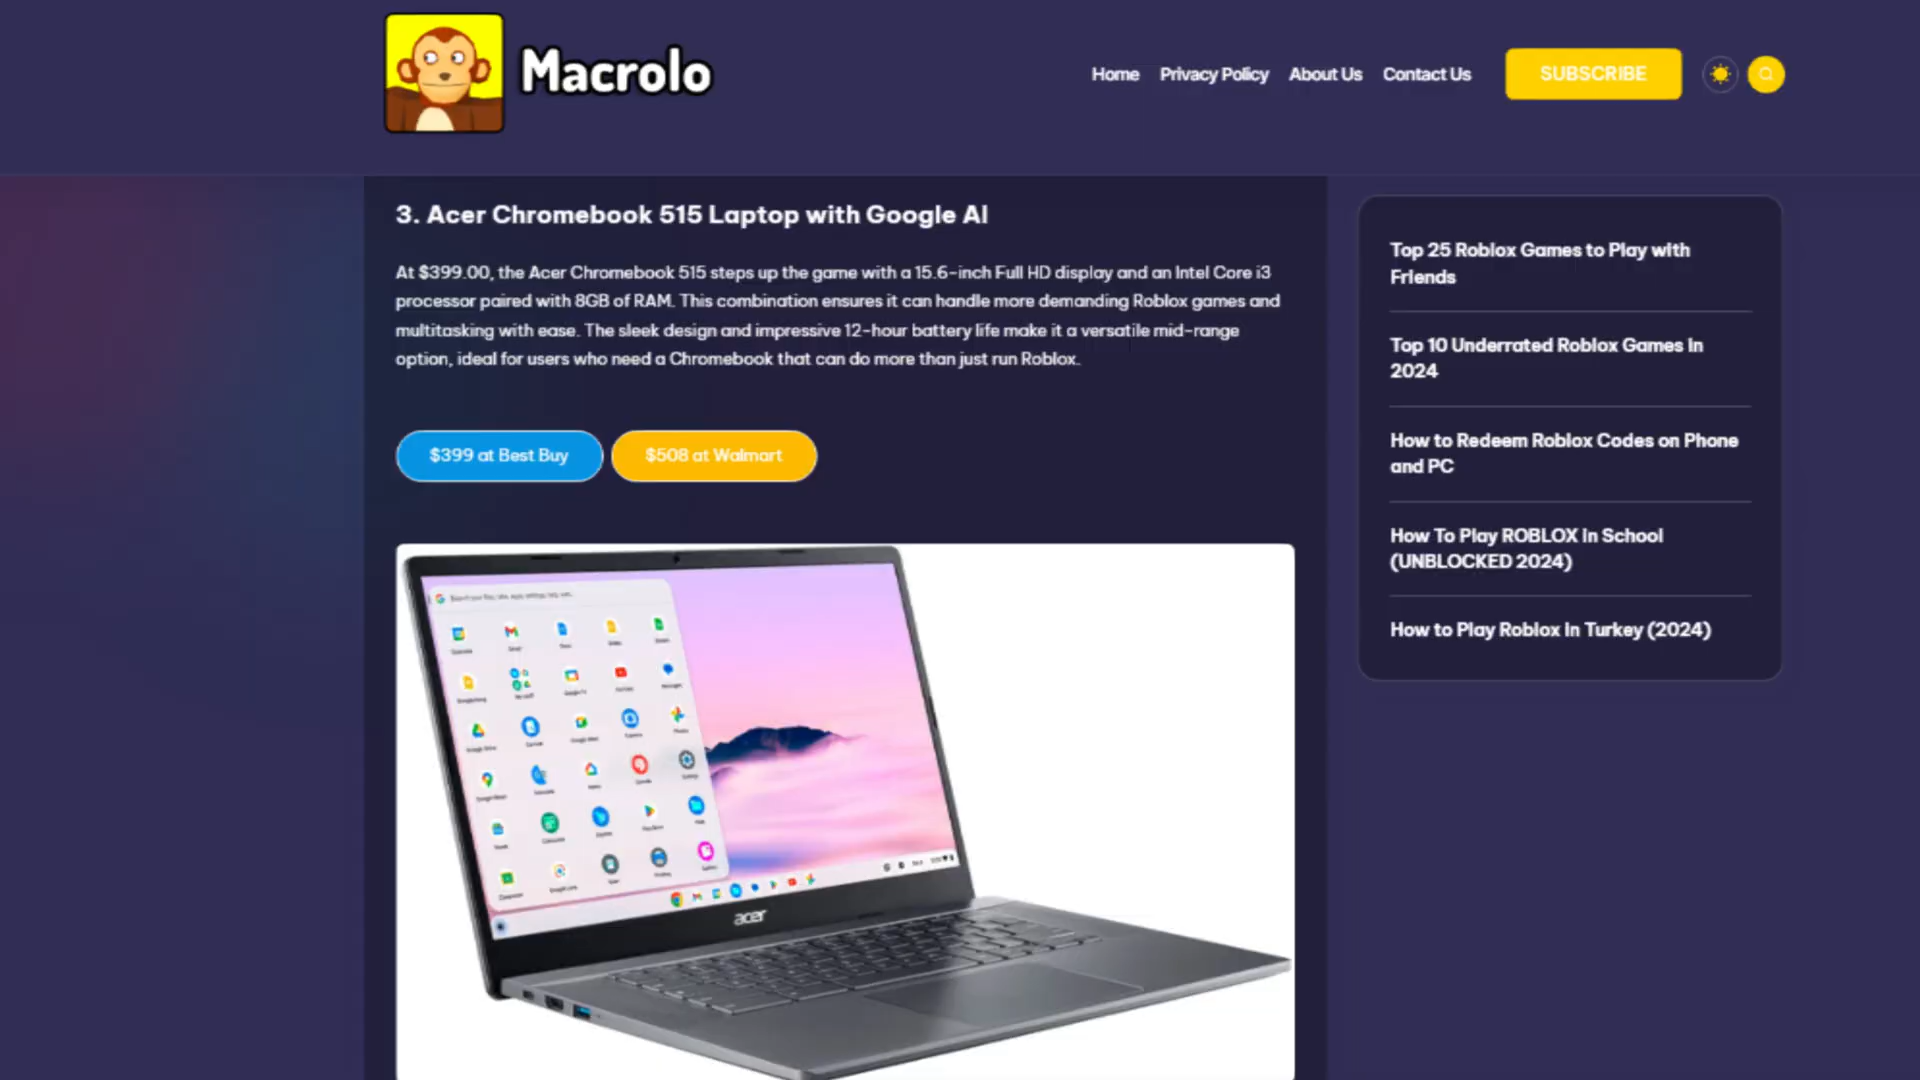 Macrolo
Home
Privacy Policy
About Us
Contact Us
SUBSCRIBE
3. Acer Chromebook 515 Laptop with Google AI
At $399.00, the Acer Chromebook 515 steps up the game with a 15.6-inch Full HD display and an Intel Core i3
processor paired with 8GB of RAM. This combination ensures it can handle more demanding Roblox games and
multitasking with ease. The sleek design and impressive 12-hour battery life make it a versatile mid-range
option, ideal for users who need a Chromebook that can do more than just run Roblox.
$399 at Best Buy
$508 at Walmart
acer
Top 25 Roblox Games to Play with
Friends
Top 10 Underrated Roblox Games in
2024
How to Redeem Roblox Codes on Phone
and PC
How To Play ROBLOX In School
(UNBLOCKED 2024)
How to Play Roblox in Turkey (2024)